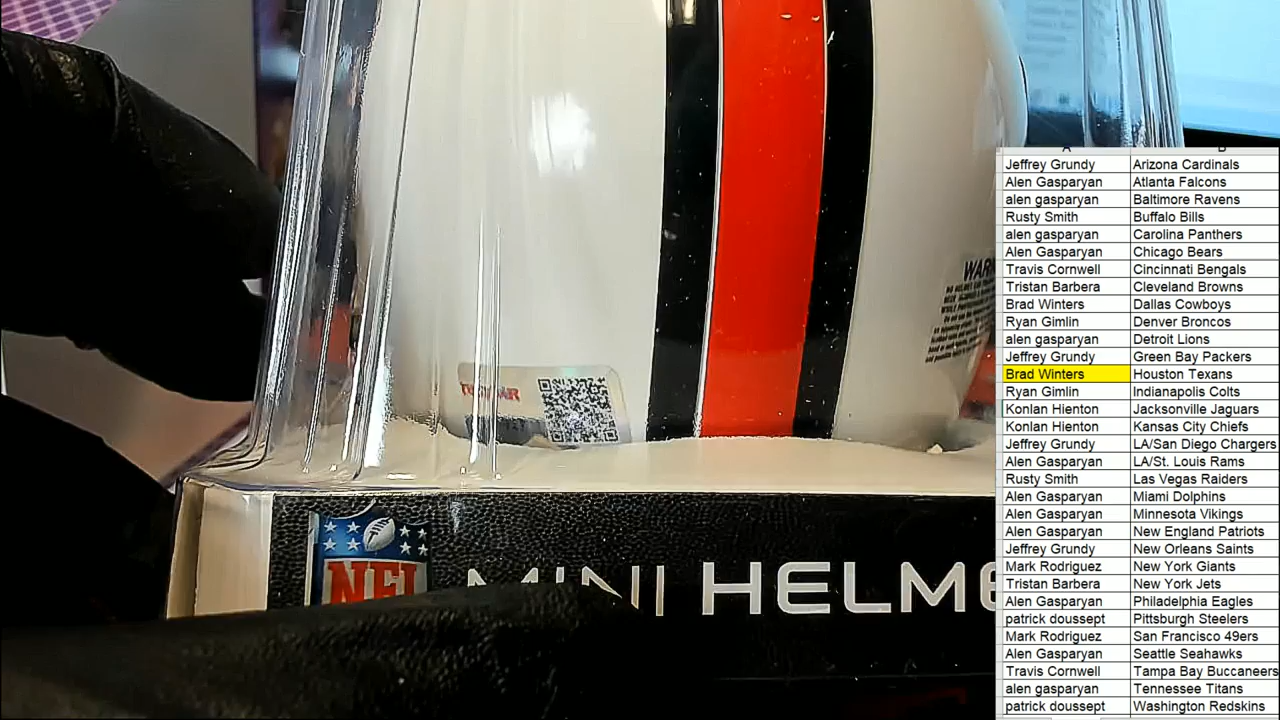 A B
Jeffrey Grundy Arizona Cardinals
Alen Gasparyan Atlanta Falcons
alen gasparyan Baltimore Ravens
Rusty Smith Buffalo Bills
alen gasparyan Carolina Panthers
Alen Gasparyan Chicago Bears
Travis Cornwell Cincinnati Bengals
Tristan Barbera Cleveland Browns
Brad Winters Dallas Cowboys
Ryan Gimlin Denver Broncos
alen gasparyan Detroit Lions
Jeffrey Grundy Green Bay Packers
Brad Winters Houston Texans
Ryan Gimlin Indianapolis Colts
Konlan Hienton Jacksonville Jaguars
Konlan Hienton Kansas City Chiefs
Jeffrey Grundy LA/San Diego Chargers
Alen Gasparyan LA/St. Louis Rams
Rusty Smith Las Vegas Raiders
Alen Gasparyan Miami Dolphins
Alen Gasparyan Minnesota Vikings
Alen Gasparyan New England Patriots
Jeffrey Grundy New Orleans Saints
Mark Rodriguez New York Giants
Tristan Barbera New York Jets
Alen Gasparyan Philadelphia Eagles
patrick doussept Pittsburgh Steelers
Mark Rodriguez San Francisco 49ers
Alen Gasparyan Seattle Seahawks
Travis Cornwell Tampa Bay Buccaneers
alen gasparyan Tennessee Titans
patrick doussept Washington Redskins
WARN
NFL
MINI HELME